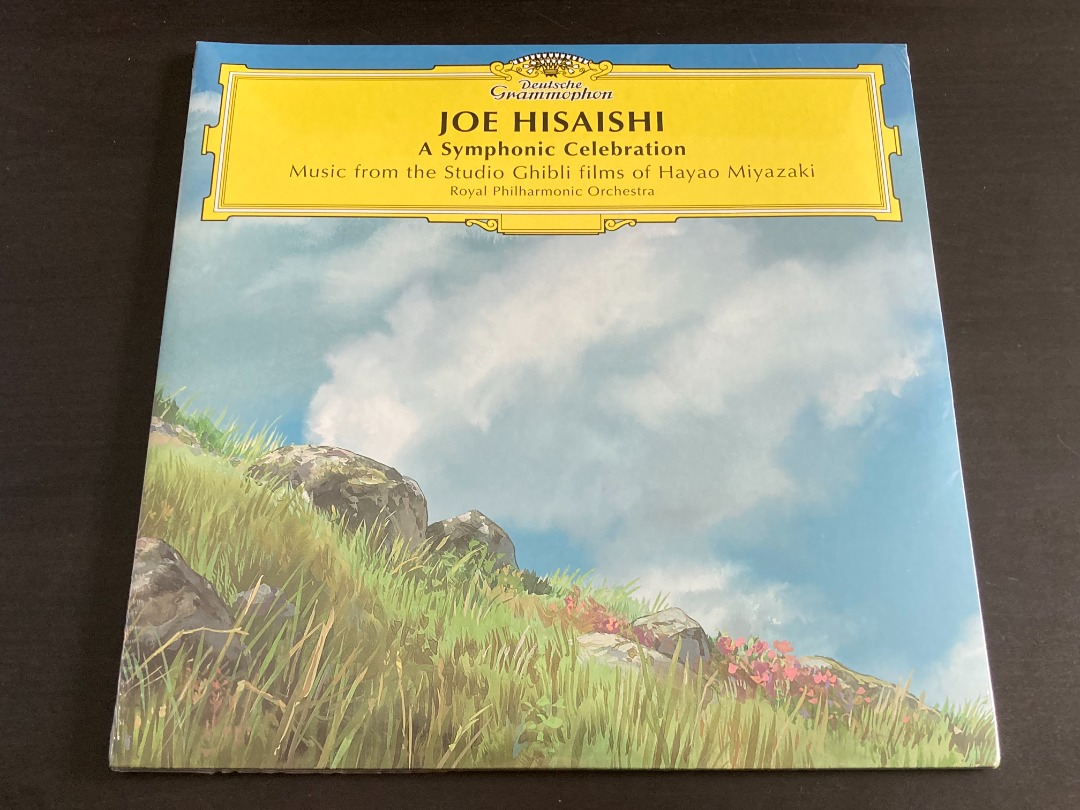 Deutsche
Grammophon
JOE HISAISHI
A Symphonic Celebration
Music from the Studio Ghibli films of Hayao Miyazaki
Royal Philharmonic Orchestra